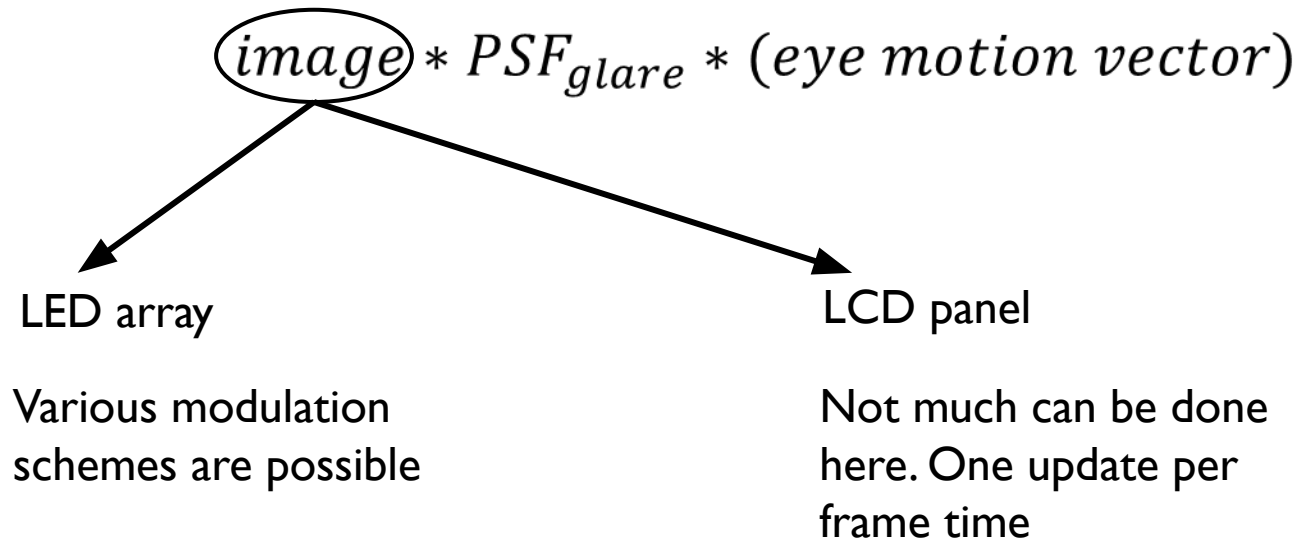 image * PSF_glare * (eye motion vector)
LED array
Various modulation
schemes are possible
LCD panel
Not much can be done
here. One update per
frame time